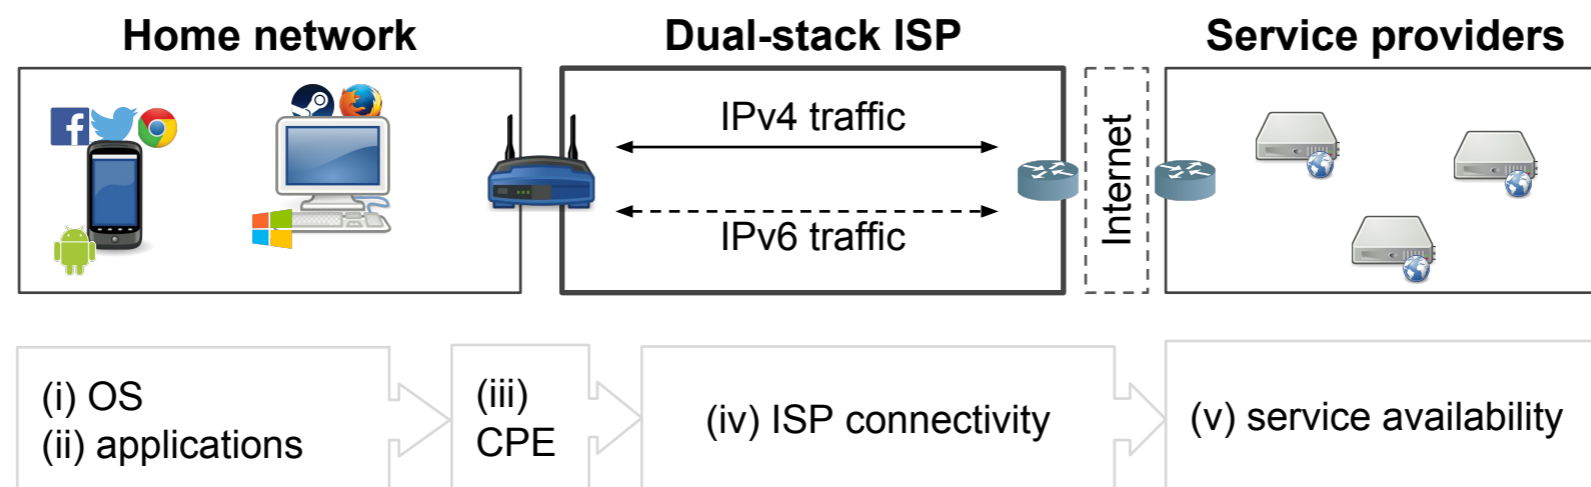 Home network
Dual-stack ISP
Service providers
IPv4 traffic
IPv6 traffic
Internet
(i) OS
(ii) applications
(iii)
CPE
(iv) ISP connectivity
(v) service availability